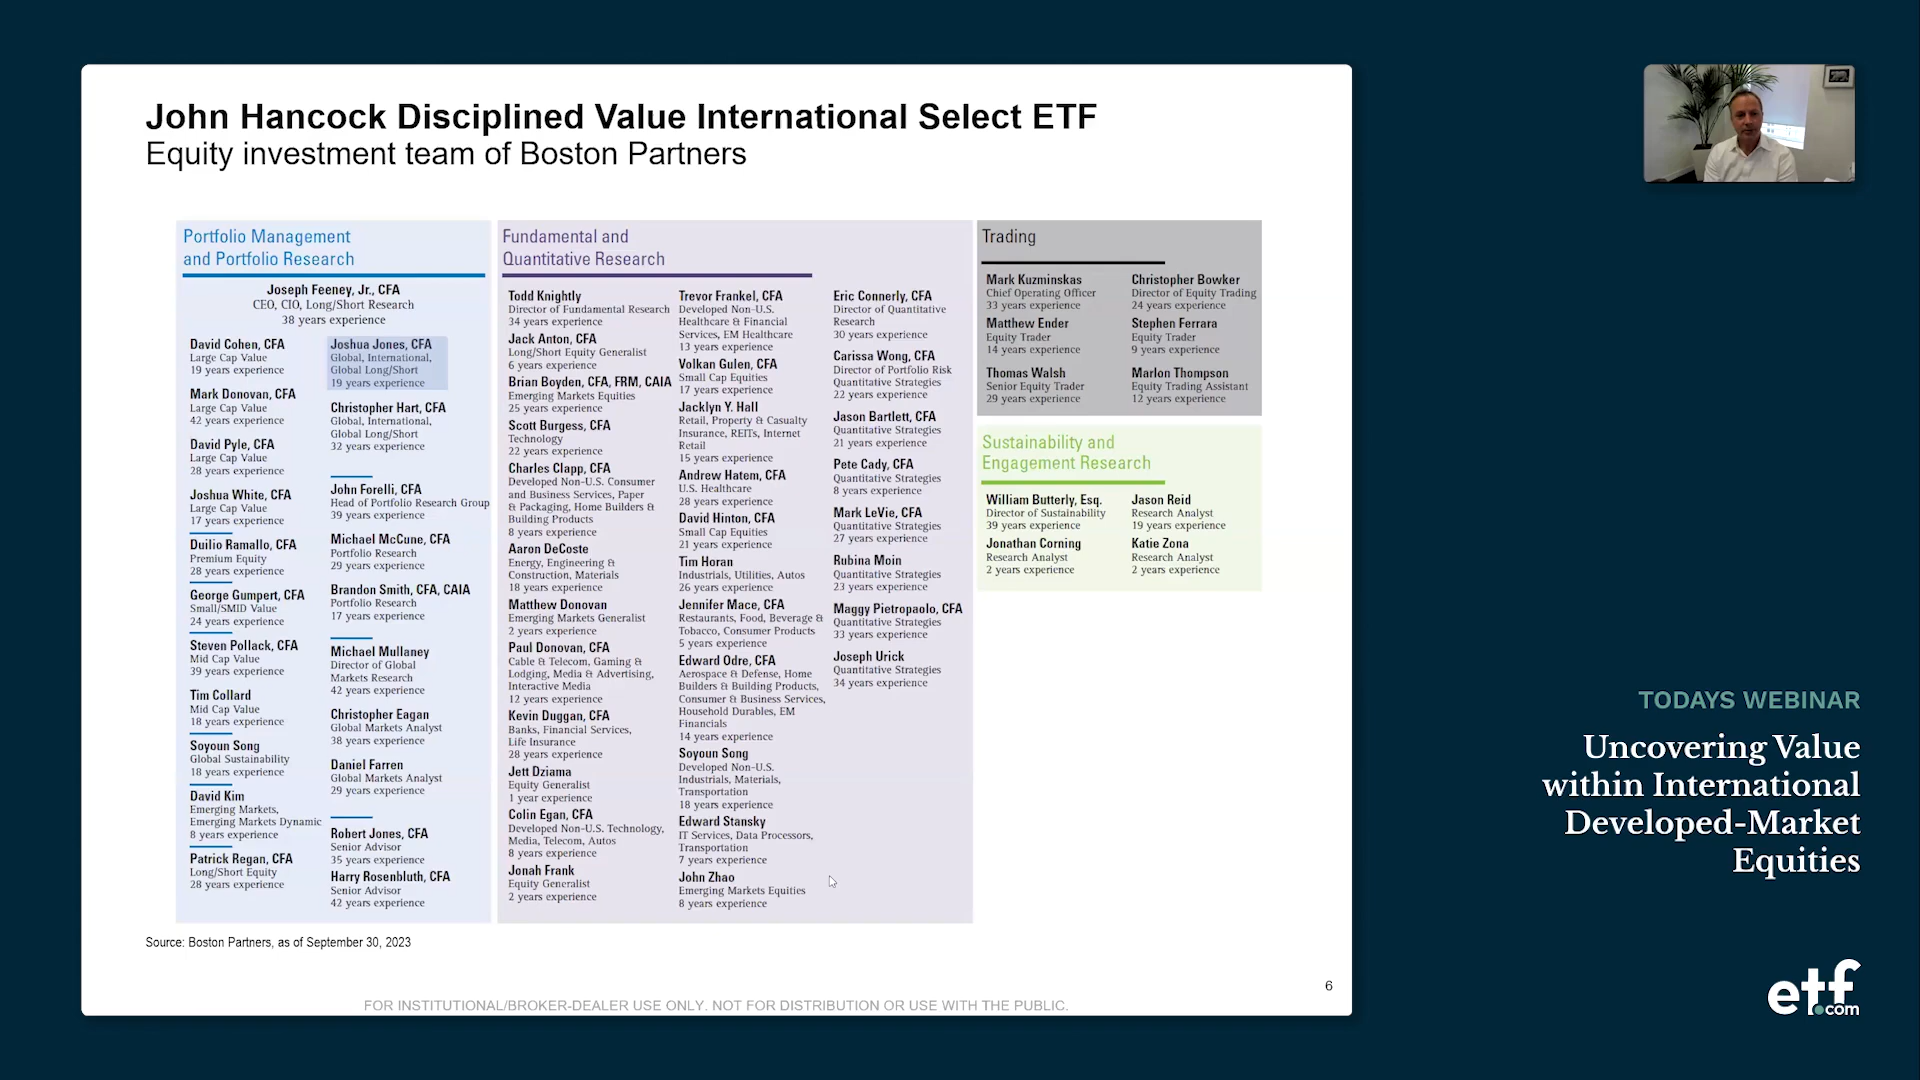 John Hancock Disciplined Value International Select ETF
Equity investment team of Boston Partners
Portfolio Management
and Portfolio Research
Joseph Feeney, Jr., CFA
CEO, CIO, Long/Short Research
38 years experience
David Cohen, CFA
Large Cap Value
19 years experience
Mark Donovan, CFA
Large Cap Value
42 years experience
David Pyle, CFA
Large Cap Value
28 years experience
Joshua White, CFA
Large Cap Value
17 years experience
Duilio Ramallo, CFA
Premium Equity
28 years experience
George Gumpert, CFA
Small/SMID Value
24 years experience
Steven Pollack, CFA
Mid Cap Value
39 years experience
Tim Collard
Mid Cap Value
18 years experience
Soyoun Song
Global Sustainability
18 years experience
David Kim
Emerging Markets,
Emerging Markets Dynamic
8 years experience
Patrick Regan, CFA
Long/Short Equity
28 years experience
Joshua Jones, CFA
Global, International,
Global Long/Short
19 years experience
Christopher Hart, CFA
Global, International,
Global Long/Short
32 years experience
John Forelli, CFA
Head of Portfolio Research Group
39 years experience
Michael McCune, CFA
Portfolio Research
29 years experience
Brandon Smith, CFA, CAIA
Portfolio Research
17 years experience
Michael Mullaney
Director of Global
Markets Research
42 years experience
Christopher Eagan
Global Markets Analyst
38 years experience
Daniel Farren
Global Markets Analyst
29 years experience
Robert Jones, CFA
Senior Advisor
35 years experience
Harry Rosenbluth, CFA
Senior Advisor
42 years experience
Fundamental and
Quantitative Research
Todd Knightly
Director of Fundamental Research
34 years experience
Jack Anton, CFA
Long/Short Equity Generalist
6 years experience
Brian Boyden, CFA, FRM, CAIA
Emerging Markets Equities
25 years experience
Scott Burgess, CFA
Technology
22 years experience
Charles Clapp, CFA
Developed Non-U.S. Consumer
and Business Services, Paper
& Packaging, Home Builders &
Building Products
8 years experience
Aaron DeCoste
Energy, Engineering &
Construction, Materials
18 years experience
Matthew Donovan
Emerging Markets Generalist
2 years experience
Paul Donovan, CFA
Cable & Telecom, Gaming &
Lodging, Media & Advertising,
Interactive Media
12 years experience
Kevin Duggan, CFA
Banks, Financial Services,
Life Insurance
28 years experience
Jett Dziama
Equity Generalist
1 year experience
Colin Egan, CFA
Developed Non-U.S. Technology,
Media, Telecom, Autos
8 years experience
Jonah Frank
Equity Generalist
2 years experience
Trevor Frankel, CFA
Developed Non-U.S.
Healthcare & Financial
Services, EM Healthcare
13 years experience
Volkan Gulen, CFA
Small Cap Equities
17 years experience
Jacklyn Y. Hall
Retail, Property & Casualty
Insurance, REITs, Internet
Retail
15 years experience
Andrew Hatem, CFA
U.S. Healthcare
28 years experience
David Hinton, CFA
Small Cap Equities
21 years experience
Tim Horan
Industrials, Utilities, Autos
26 years experience
Jennifer Mace, CFA
Restaurants, Food, Beverage &
Tobacco, Consumer Products
5 years experience
Edward Odre, CFA
Aerospace & Defense, Home
Builders & Building Products,
Consumer & Business Services,
Household Durables, EM
Financials
14 years experience
Soyoun Song
Developed Non-U.S.
Industrials, Materials,
Transportation
18 years experience
Edward Stansky
IT Services, Data Processors,
Transportation
7 years experience
John Zhao
Emerging Markets Equities
8 years experience
Eric Connerly, CFA
Director of Quantitative
Research
30 years experience
Carissa Wong, CFA
Director of Portfolio Risk
Quantitative Strategies
22 years experience
Jason Bartlett, CFA
Quantitative Strategies
21 years experience
Pete Cady, CFA
Quantitative Strategies
8 years experience
Mark LeVie, CFA
Quantitative Strategies
27 years experience
Rubina Moin
Quantitative Strategies
23 years experience
Maggy Pietropaolo, CFA
Quantitative Strategies
33 years experience
Joseph Urick
Quantitative Strategies
34 years experience
Trading
Mark Kuzminskas
Chief Operating Officer
33 years experience
Matthew Ender
Equity Trader
14 years experience
Thomas Walsh
Senior Equity Trader
29 years experience
Christopher Bowker
Director of Equity Trading
24 years experience
Stephen Ferrara
Equity Trader
9 years experience
Marlon Thompson
Equity Trading Assistant
12 years experience
Sustainability and
Engagement Research
William Butterly, Esq.
Director of Sustainability
39 years experience
Jonathan Corning
Research Analyst
2 years experience
Jason Reid
Research Analyst
19 years experience
Katie Zona
Research Analyst
2 years experience
Source: Boston Partners, as of September 30, 2023
6
FOR INSTITUTIONAL/BROKER-DEALER USE ONLY. NOT FOR DISTRIBUTION OR USE WITH THE PUBLIC.
TODAYS WEBINAR
Uncovering Value
within International
Developed-Market
Equities
etf
.com